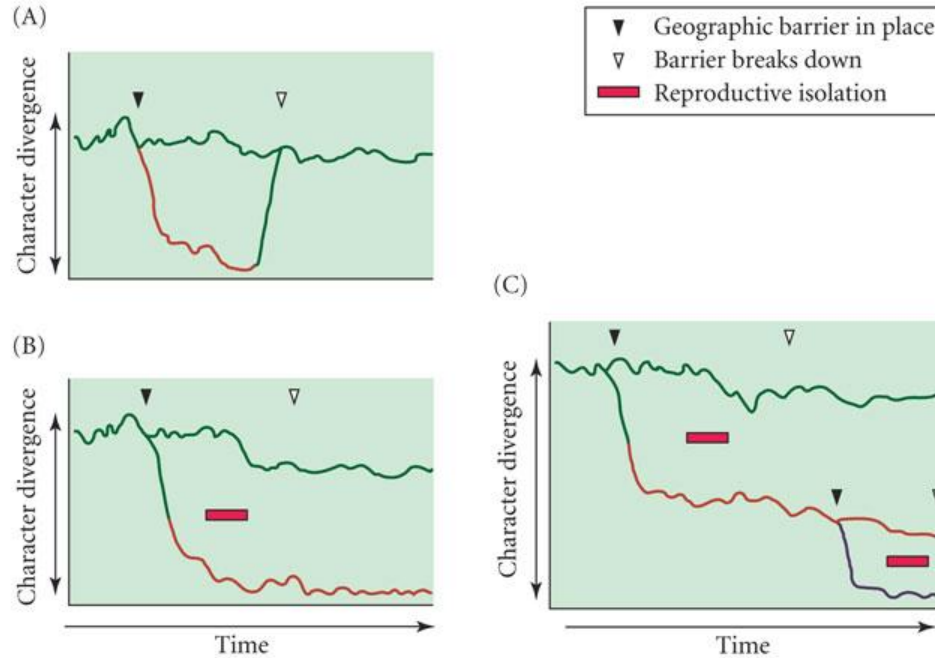 (A)
Character divergence
Geographic barrier in place
Barrier breaks down
Reproductive isolation
(B)
Character divergence
Time
(C)
Character divergence
Time